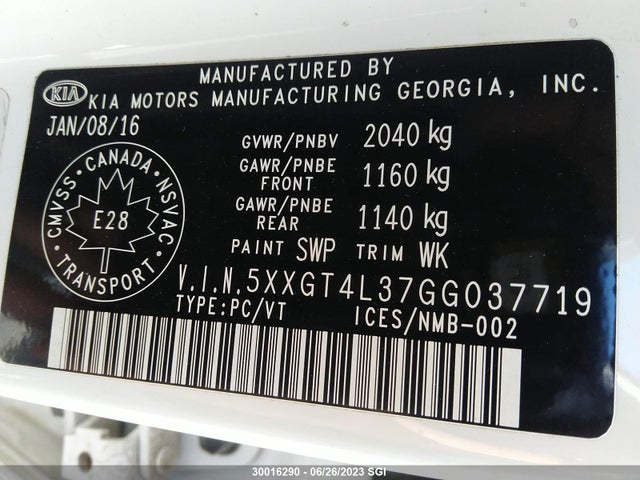 MANUFACTURED BY
KIA KIA MOTORS MANUFACTURING GEORGIA, INC.
JAN/08/16
GVWR/PNBV 2040 kg
GAWR/PNBE FRONT 1160 kg
GAWR/PNBE REAR 1140 kg
PAINT SWP TRIM WK
CMVSS • CANADA • NSVAC
E28
TRANSPORT
V.I.N.5XXGT4L37GG037719
TYPE:PC/VT ICES/NMB-002
30016290 - 06/26/2023 SGI